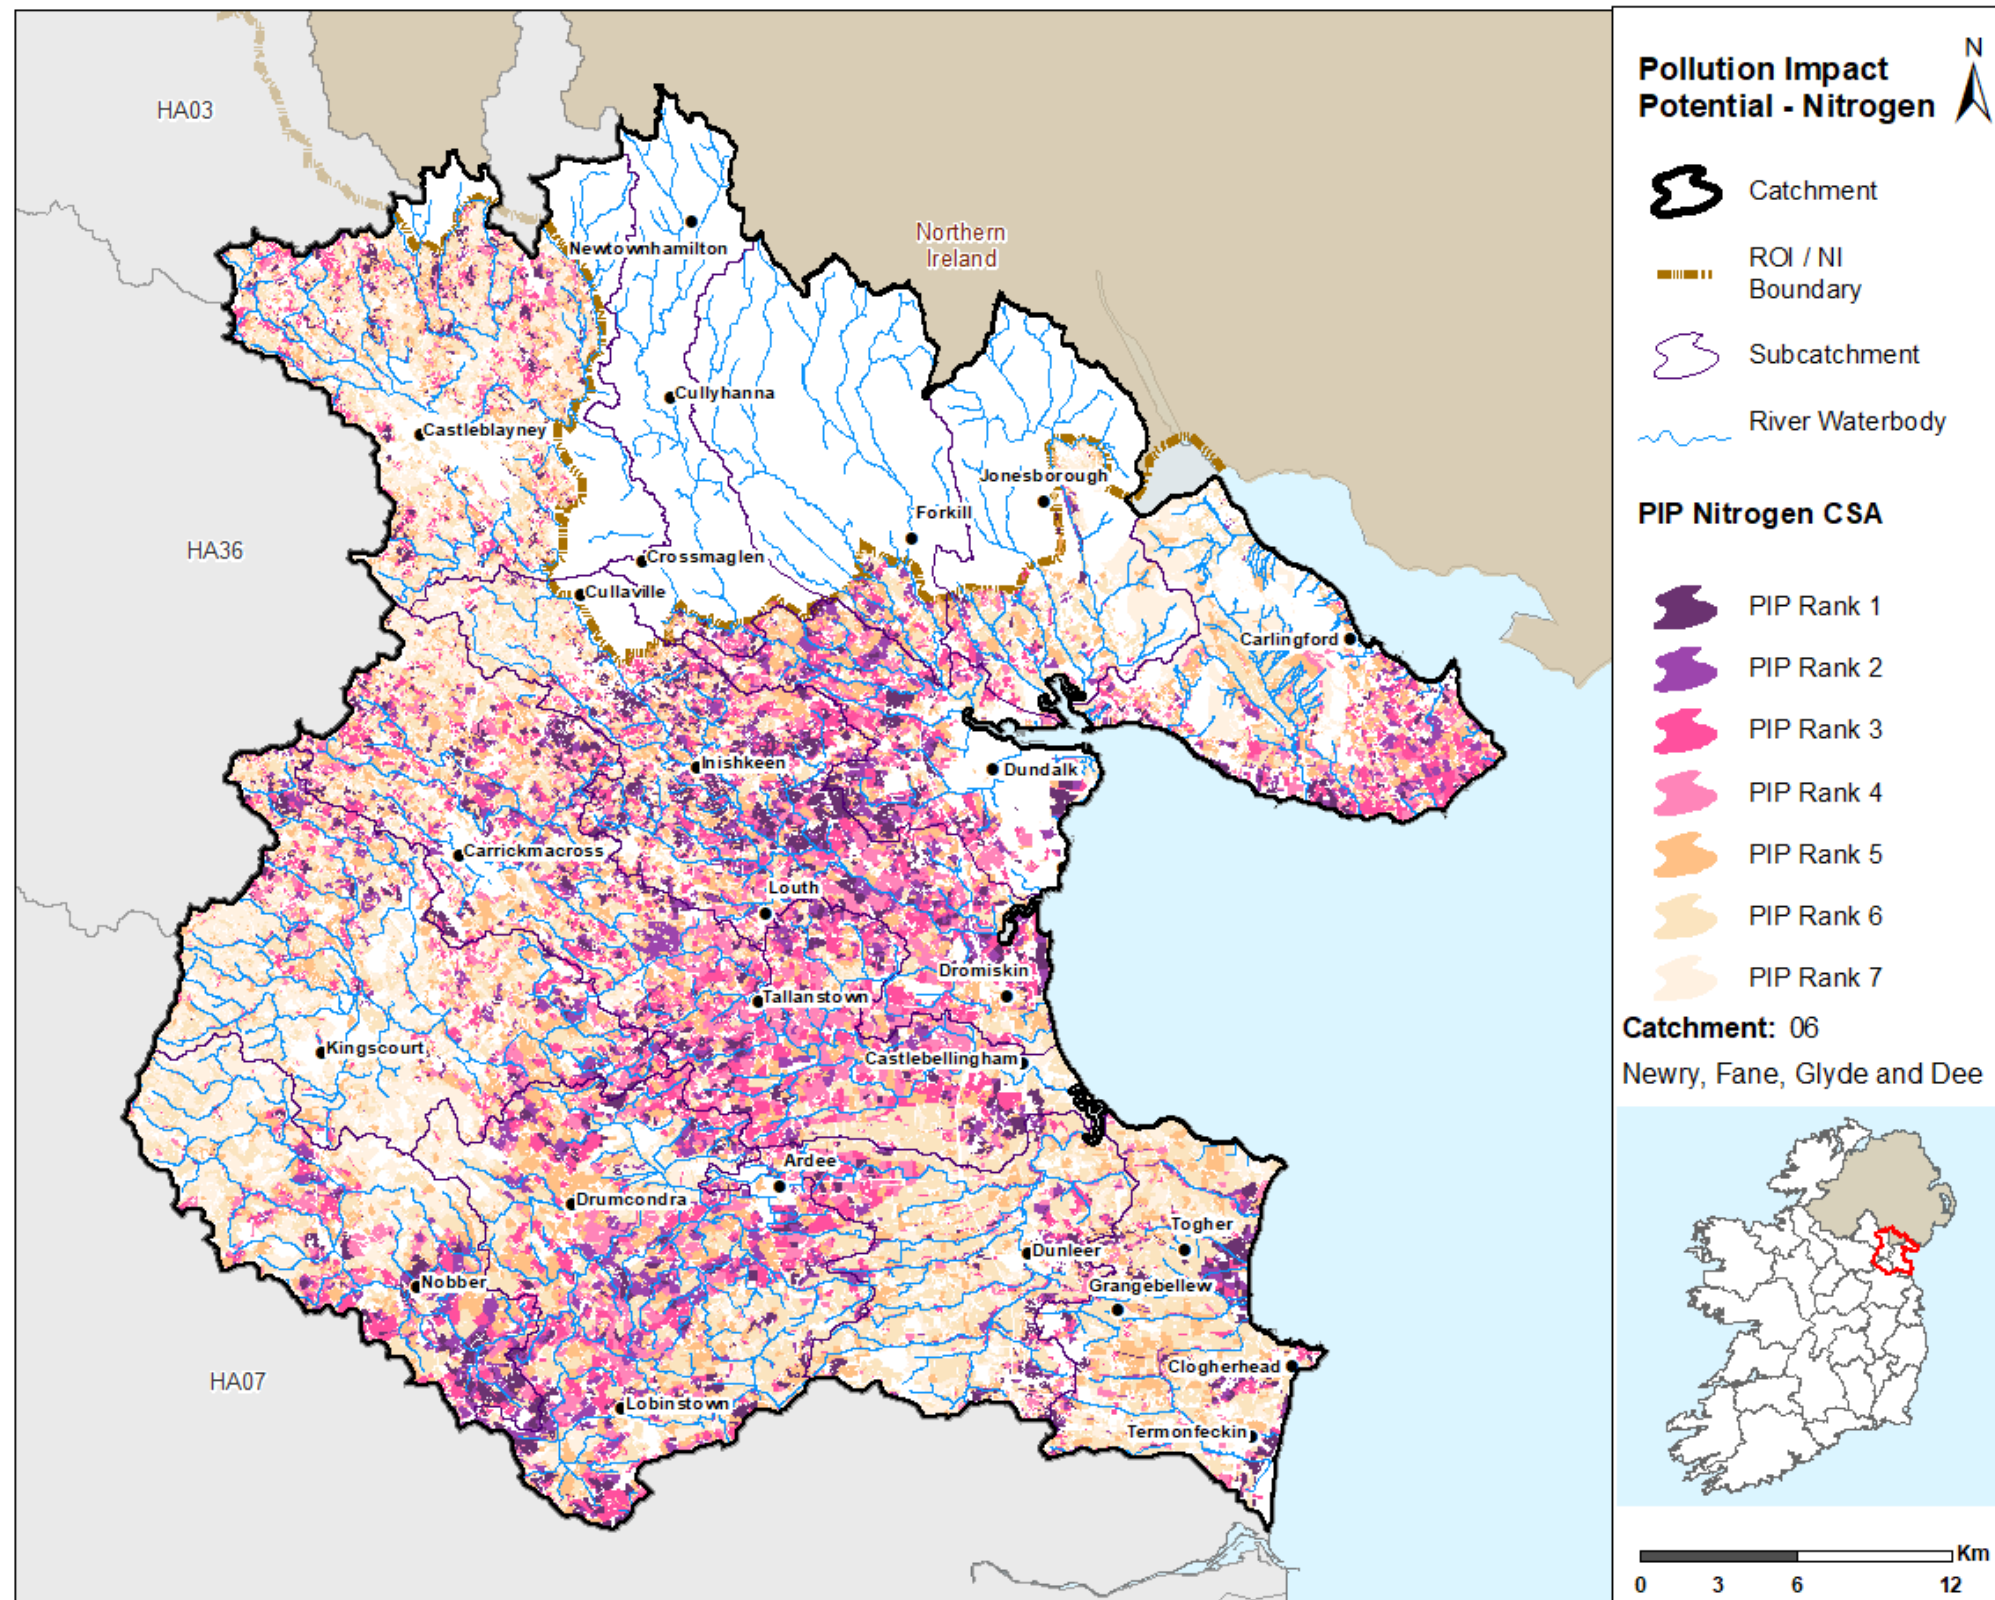 HA03
HA36
HA07
Northern
Ireland
Newtownhamilton
Cullyhanna
Castleblayney
Jonesborough
Forkill
Crossmaglen
Cullaville
Carlingford
Inishkeen
Dundalk
Carrickmacross
Louth
Dromiskin
Tallanstown
Kingscourt
Castlebellingham
Ardee
Drumcondra
Togher
Dunleer
Nobber
Grangebellew
Clogherhead
Lobinstown
Termonfeckin
Pollution Impact
Potential - Nitrogen
N
Catchment
ROI / NI
Boundary
Subcatchment
River Waterbody
PIP Nitrogen CSA
PIP Rank 1
PIP Rank 2
PIP Rank 3
PIP Rank 4
PIP Rank 5
PIP Rank 6
PIP Rank 7
Catchment: 06
Newry, Fane, Glyde and Dee
Km
0 3 6 12